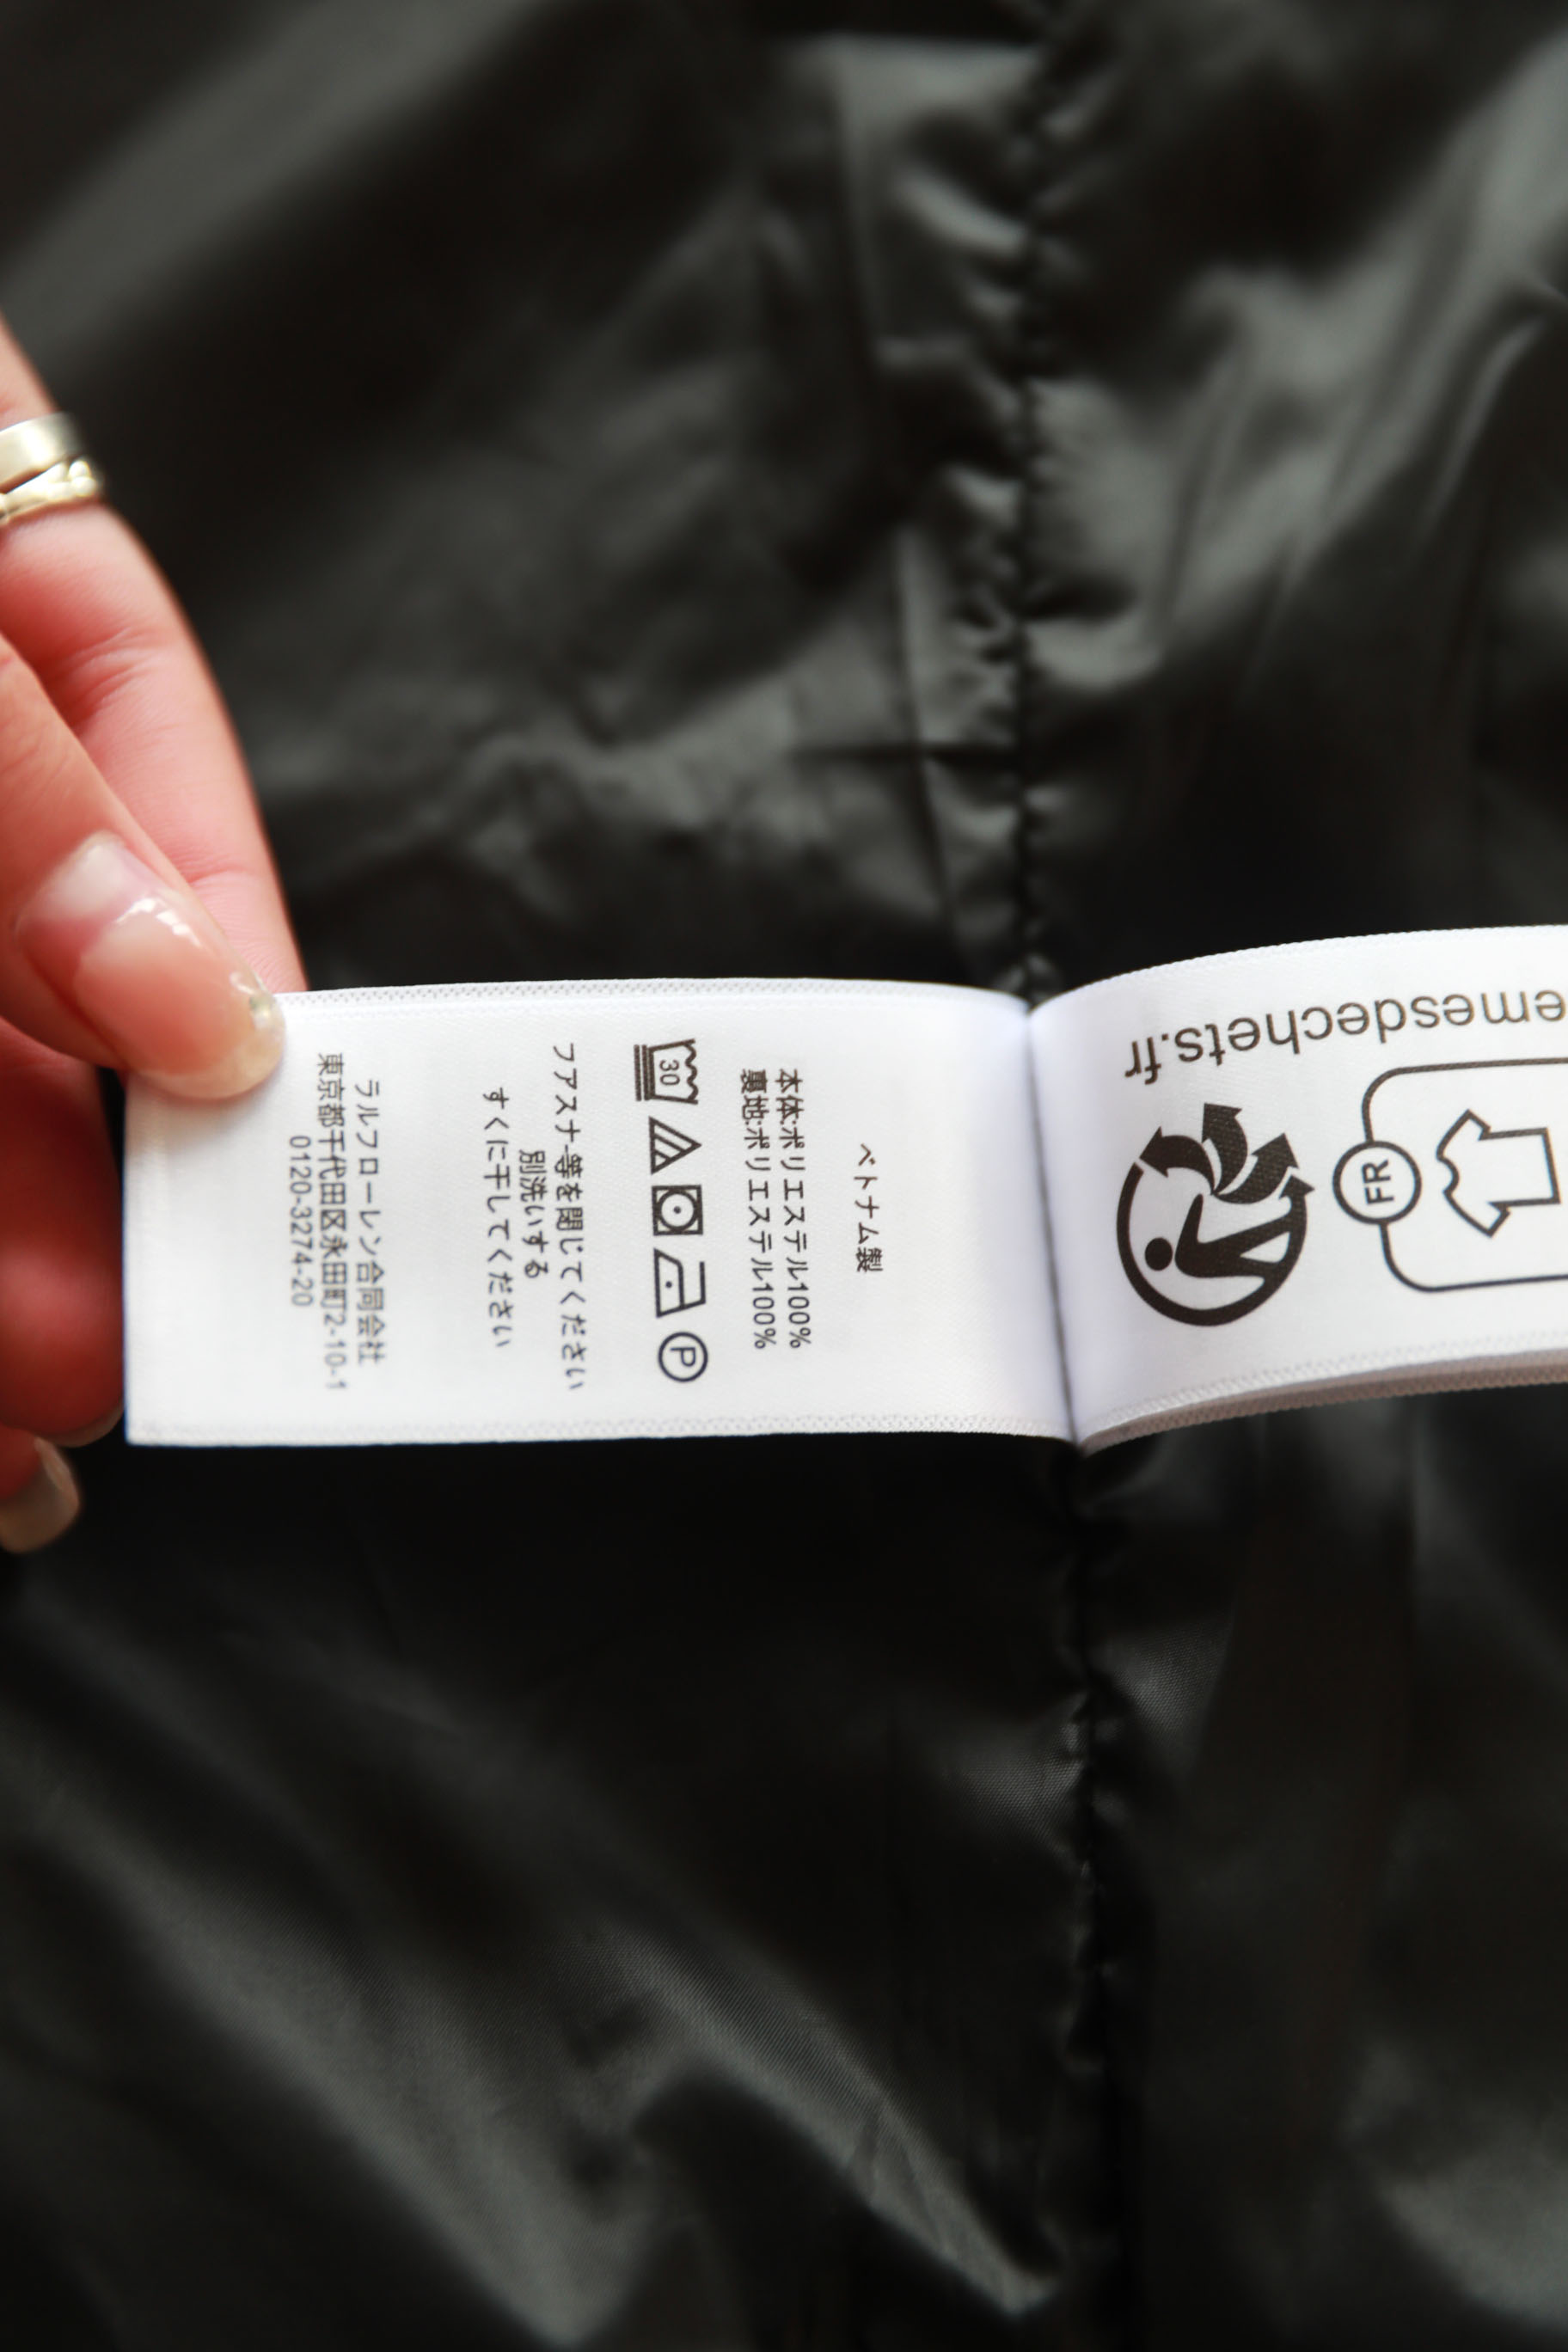 ベトナム製
本体:ポリエステル100%
裏地:ポリエステル100%
30
P
ファスナー等を閉じてください
別洗いする
すぐに干してください
ラルフローレン合同会社
東京都千代田区永田町2-10-1
0120-3274-20
FR
emesdechets.fr